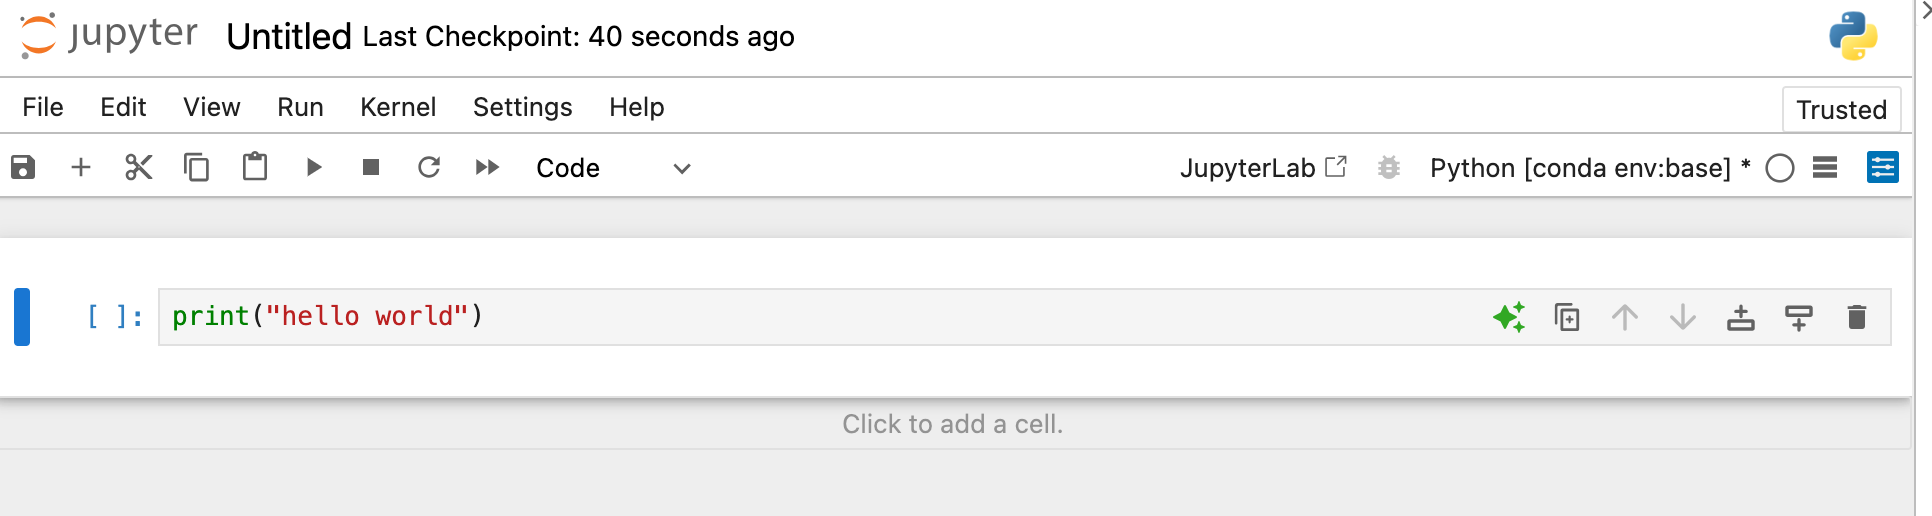 jupyter Untitled Last Checkpoint: 40 seconds ago
File Edit View Run Kernel Settings Help Trusted
Code JupyterLab Python [conda env:base] *
[ ]: print("hello world")
Click to add a cell.